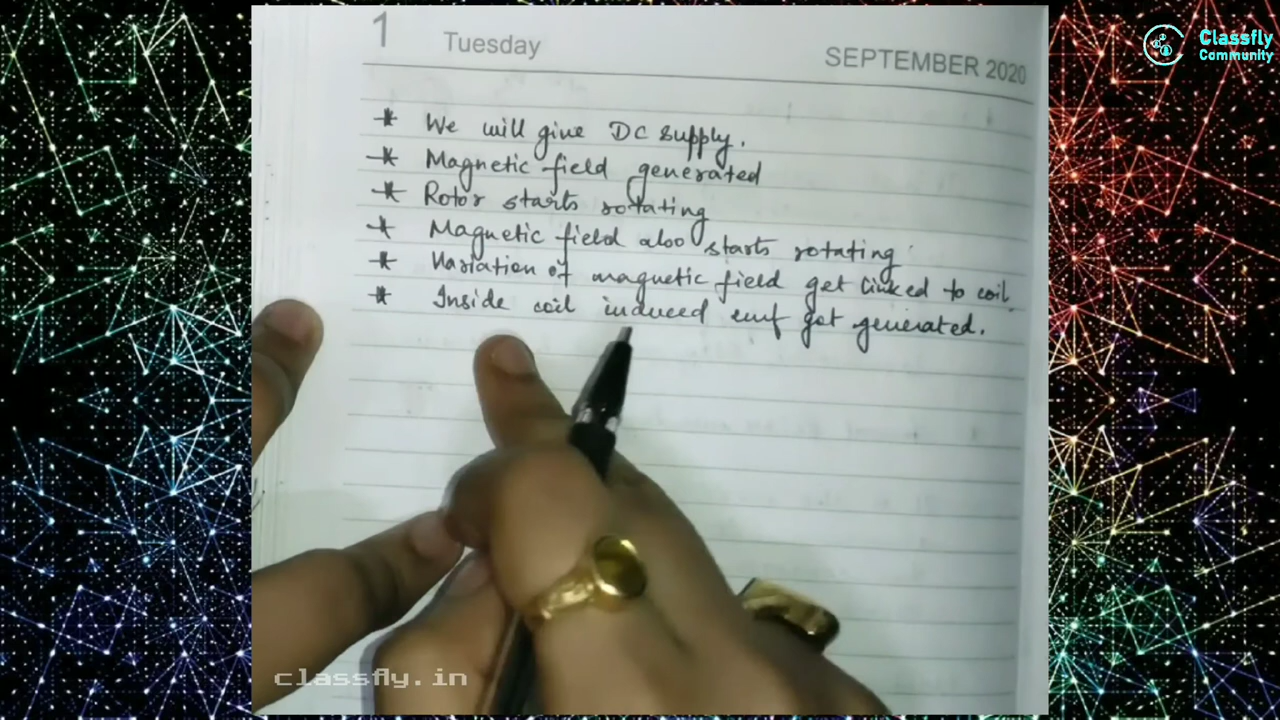 1 Tuesday SEPTEMBER 2020
Classfly
Community
* We will give DC supply.
* Magnetic field generated
* Rotor starts rotating
* Magnetic field also starts rotating
* Variation of magnetic field get linked to coil
* Inside coil induced emf get generated.
classfly.in